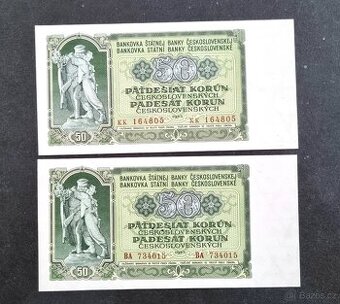 BANKOVKA ŠTÁTNEJ BANKY ČESKOSLOVENSKEJ
BANKOVKA STÁTNÍ BANKY ČESKOSLOVENSKÉ
50
PÄŤDESIAT KORÚN
ČESKOSLOVENSKÝCH
PADESÁT KORUN
ČESKOSLOVENSKÝCH
1953
KK 164805 KK 164805
50
BANKOVKA ŠTÁTNEJ BANKY ČESKOSLOVENSKEJ
BANKOVKA STÁTNÍ BANKY ČESKOSLOVENSKÉ
50
PÄŤDESIAT KORÚN
ČESKOSLOVENSKÝCH
PADESÁT KORUN
ČESKOSLOVENSKÝCH
1953
BA 734015 BA 734015
50